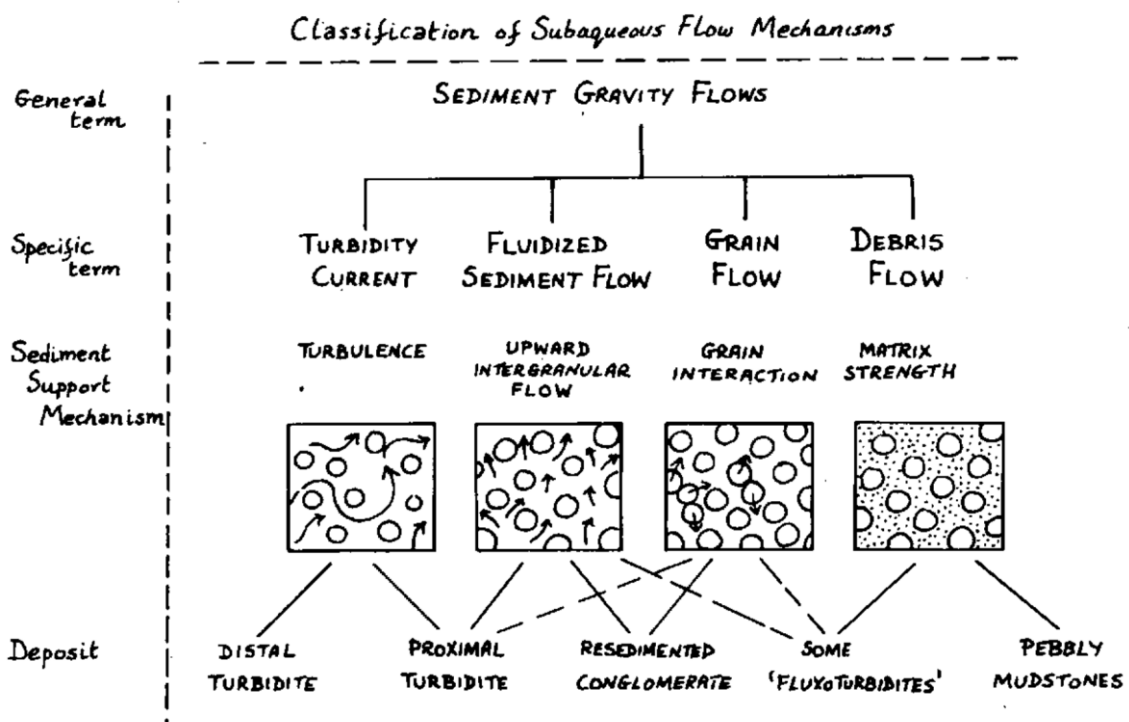 Classification of Subaqueous Flow Mechanisms
General
term
SEDIMENT GRAVITY FLOWS
Specific
term
TURBIDITY
CURRENT
FLUIDIZED
SEDIMENT FLOW
GRAIN
FLOW
DEBRIS
FLOW
Sediment
Support
Mechanism
TURBULENCE
UPWARD
INTERGRANULAR
FLOW
GRAIN
INTERACTION
MATRIX
STRENGTH
Deposit
DISTAL
TURBIDITE
PROXIMAL
TURBIDITE
RESEDIMENTED
CONGLOMERATE
SOME
'FLUXOTURBIDITES'
PEBBLY
MUDSTONES